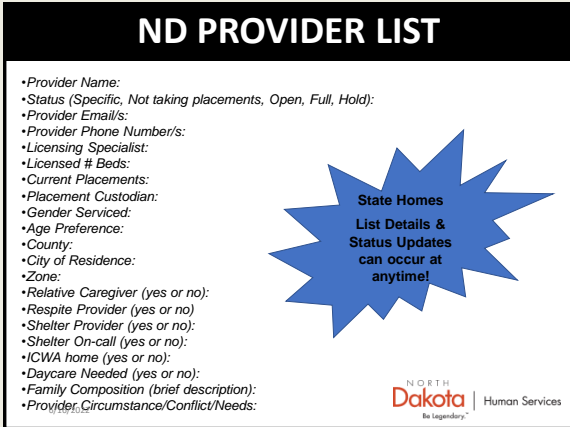 ND PROVIDER LIST
•Provider Name:
•Status (Specific, Not taking placements, Open, Full, Hold):
•Provider Email/s:
•Provider Phone Number/s:
•Licensing Specialist:
•Licensed # Beds:
•Current Placements:
•Placement Custodian:
•Gender Serviced:
•Age Preference:
•County:
•City of Residence:
•Zone:
•Relative Caregiver (yes or no):
•Respite Provider (yes or no)
•Shelter Provider (yes or no):
•Shelter On-call (yes or no):
•ICWA home (yes or no):
•Daycare Needed (yes or no):
•Family Composition (brief description):
•Provider Circumstance/Conflict/Needs:
State Homes
List Details &
Status Updates
can occur at
anytime!
NORTH
Dakota | Human Services
Be Legendary.™